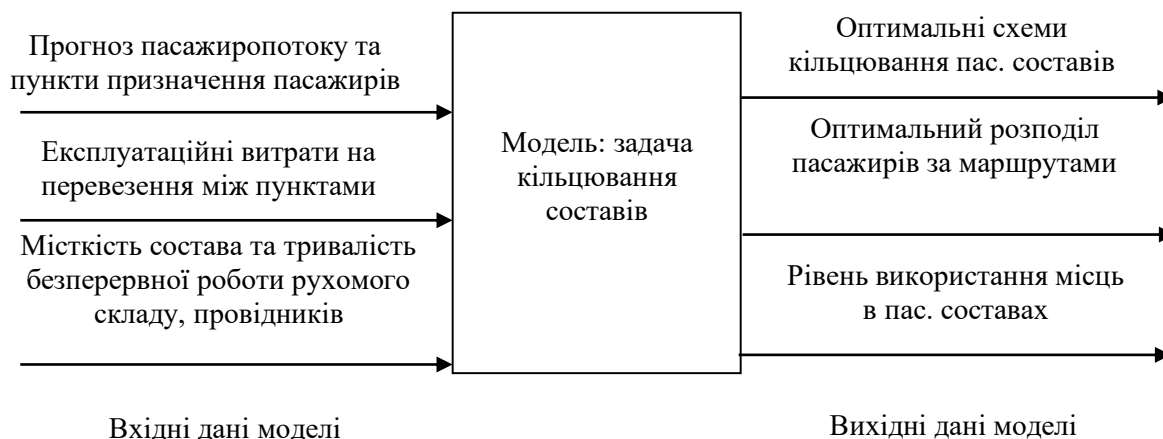 Прогноз пасажиропотоку та
пункти призначення пасажирів
Експлуатаційні витрати на
перевезення між пунктами
Місткість состава та тривалість
безперервної роботи рухомого
складу, провідників
Вхідні дані моделі
Модель: задача
кільцювання
составів
Оптимальні схеми
кільцювання пас. составів
Оптимальний розподіл
пасажирів за маршрутами
Рівень використання місць
в пас. составах
Вихідні дані моделі